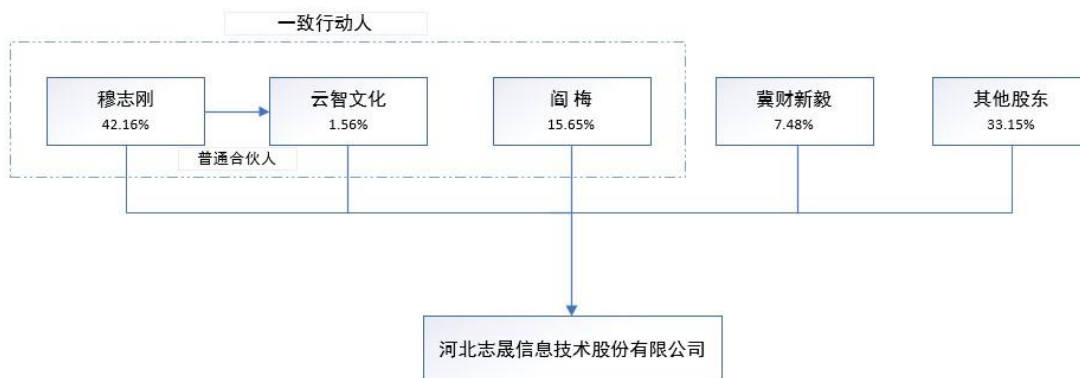 一致行动人
穆志刚
42.16%
云智文化
1.56%
阎 梅
15.65%
冀财新毅
7.48%
其他股东
33.15%
普通合伙人
河北志晟信息技术股份有限公司